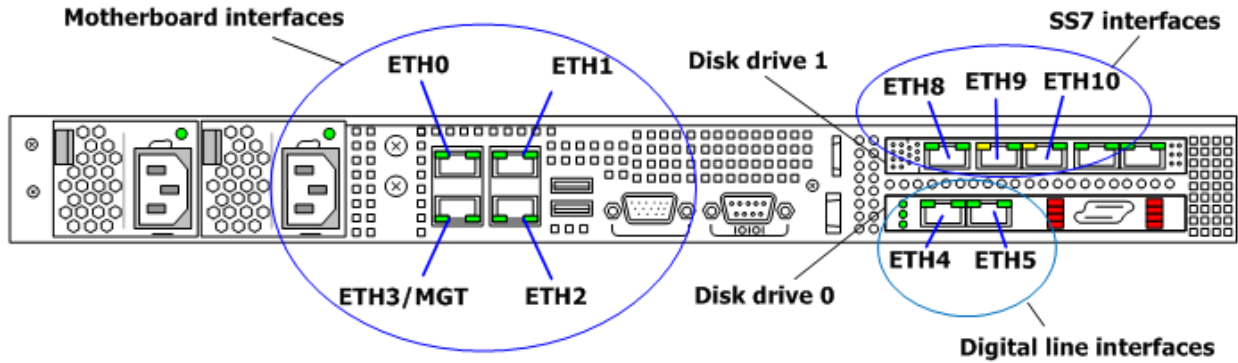 Motherboard interfaces
SS7 interfaces
ETH0
ETH1
Disk drive 1
ETH8
ETH9
ETH10
|O|O|
ETH3/MGT
ETH2
Disk drive 0
ETH4
ETH5
Digital line interfaces